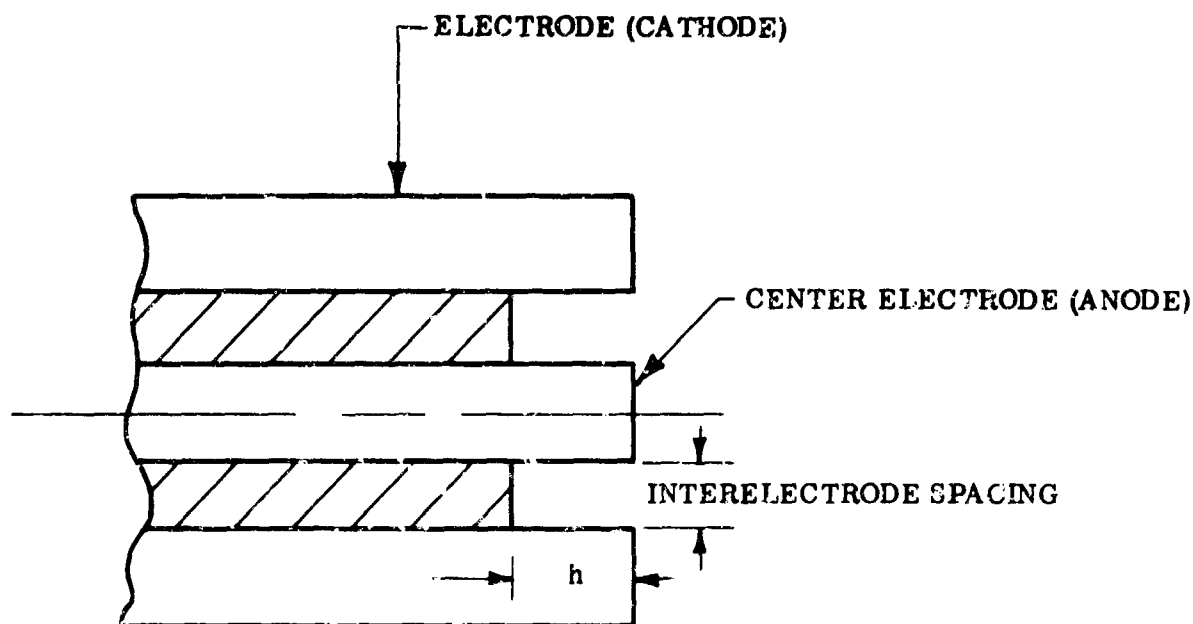 ELECTRODE (CATHODE)
CENTER ELECTRODE (ANODE)
INTERELECTRODE SPACING
h